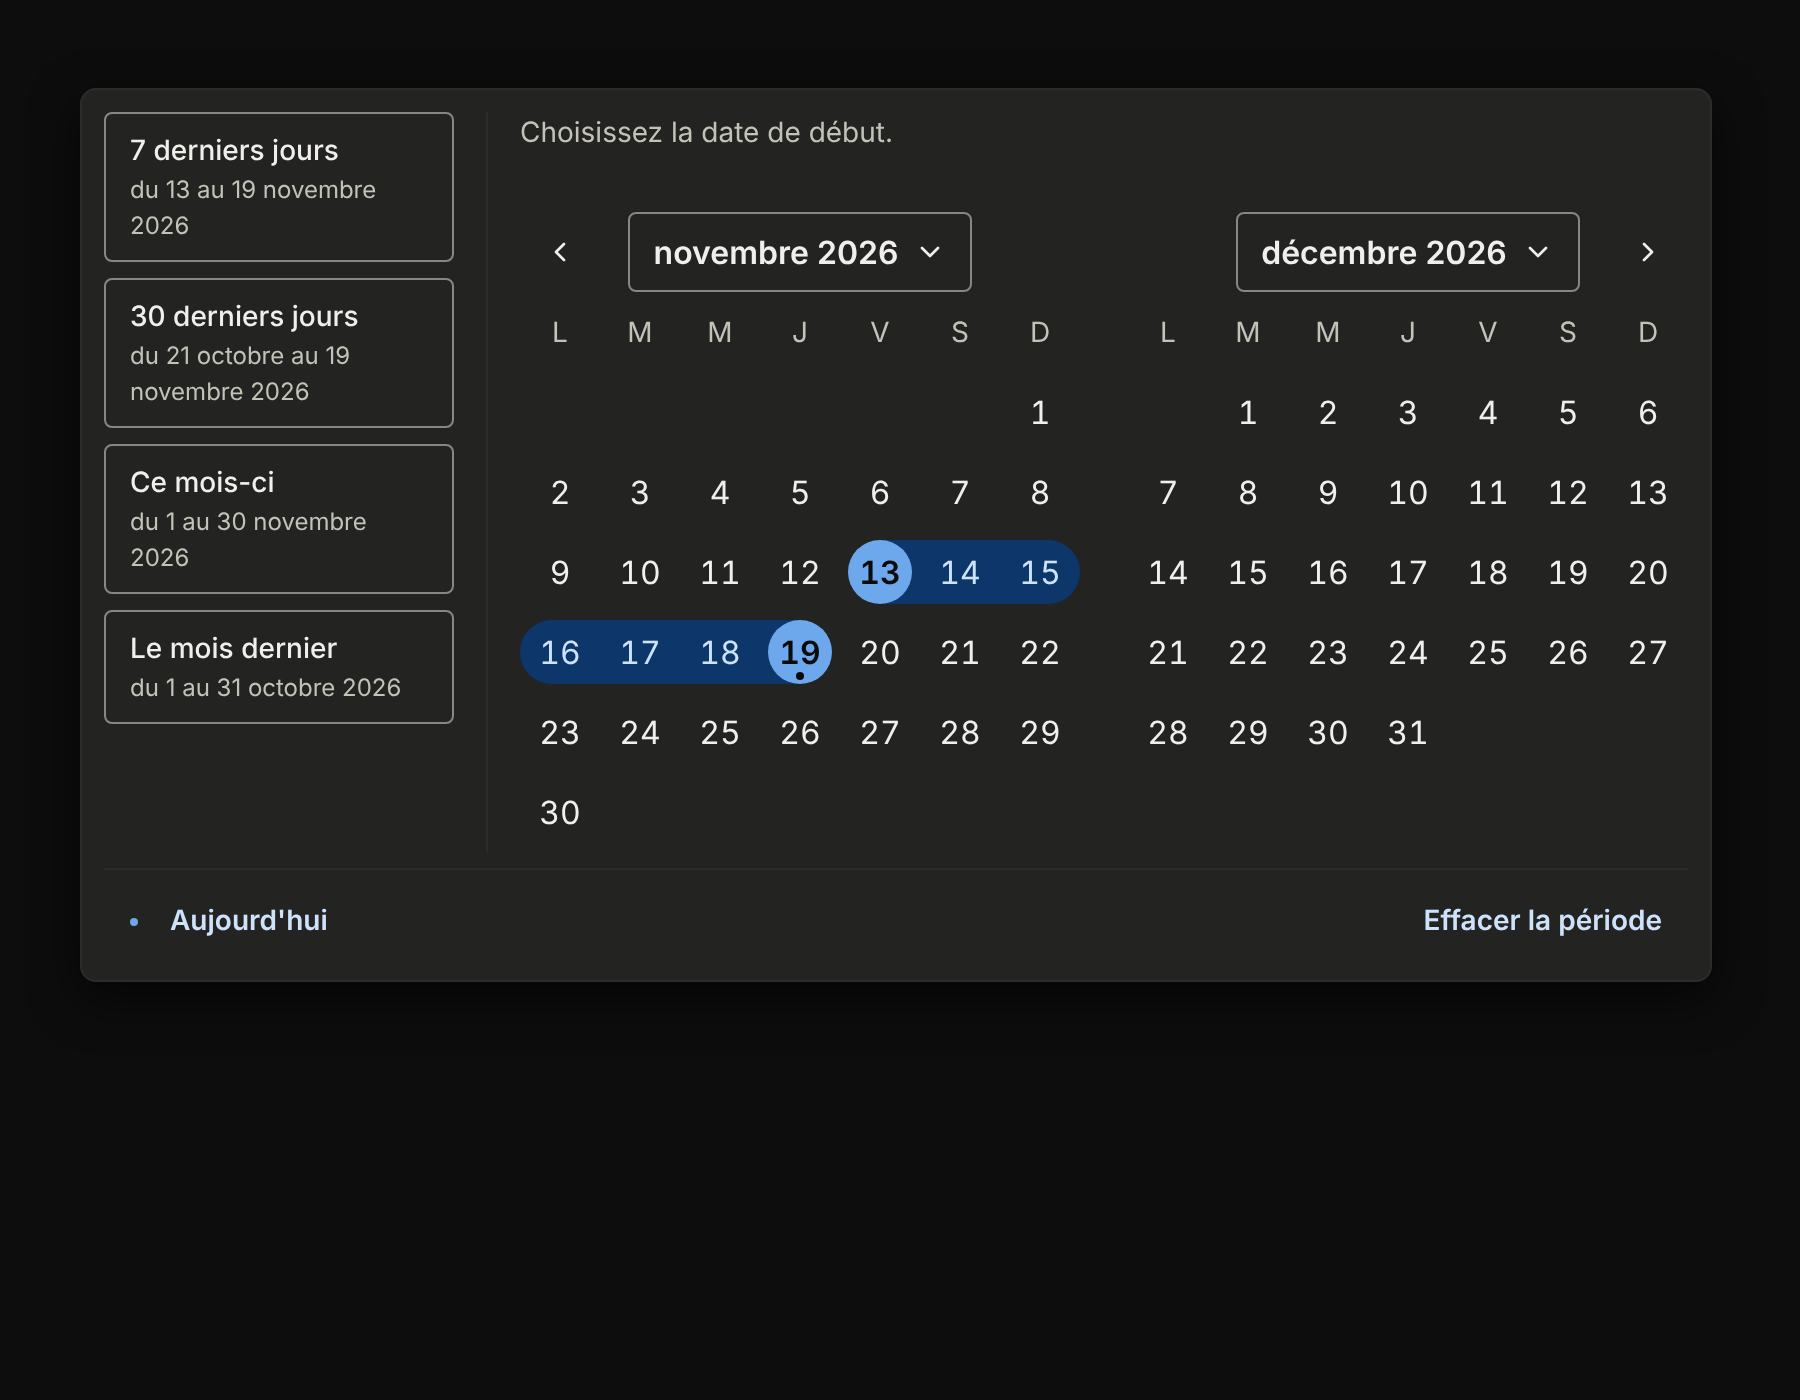 7 derniers jours
du 13 au 19 novembre
2026
30 derniers jours
du 21 octobre au 19
novembre 2026
Ce mois-ci
du 1 au 30 novembre
2026
Le mois dernier
du 1 au 31 octobre 2026
Choisissez la date de début.
novembre 2026
L M M J V S D
1
2 3 4 5 6 7 8
9 10 11 12 13 14 15
16 17 18 19 20 21 22
23 24 25 26 27 28 29
30
décembre 2026
L M M J V S D
1 2 3 4 5 6
7 8 9 10 11 12 13
14 15 16 17 18 19 20
21 22 23 24 25 26 27
28 29 30 31
Aujourd'hui
Effacer la période